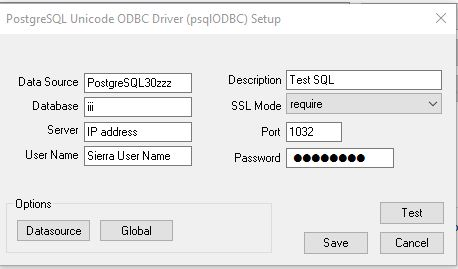 PostgreSQL Unicode ODBC Driver (psqlODBC) Setup
Data Source PostgreSQL30zzz Description Test SQL
Database iii SSL Mode require
Server IP address Port 1032
User Name Sierra User Name Password ●●●●●●●●
Options
Datasource Global Test
Save Cancel